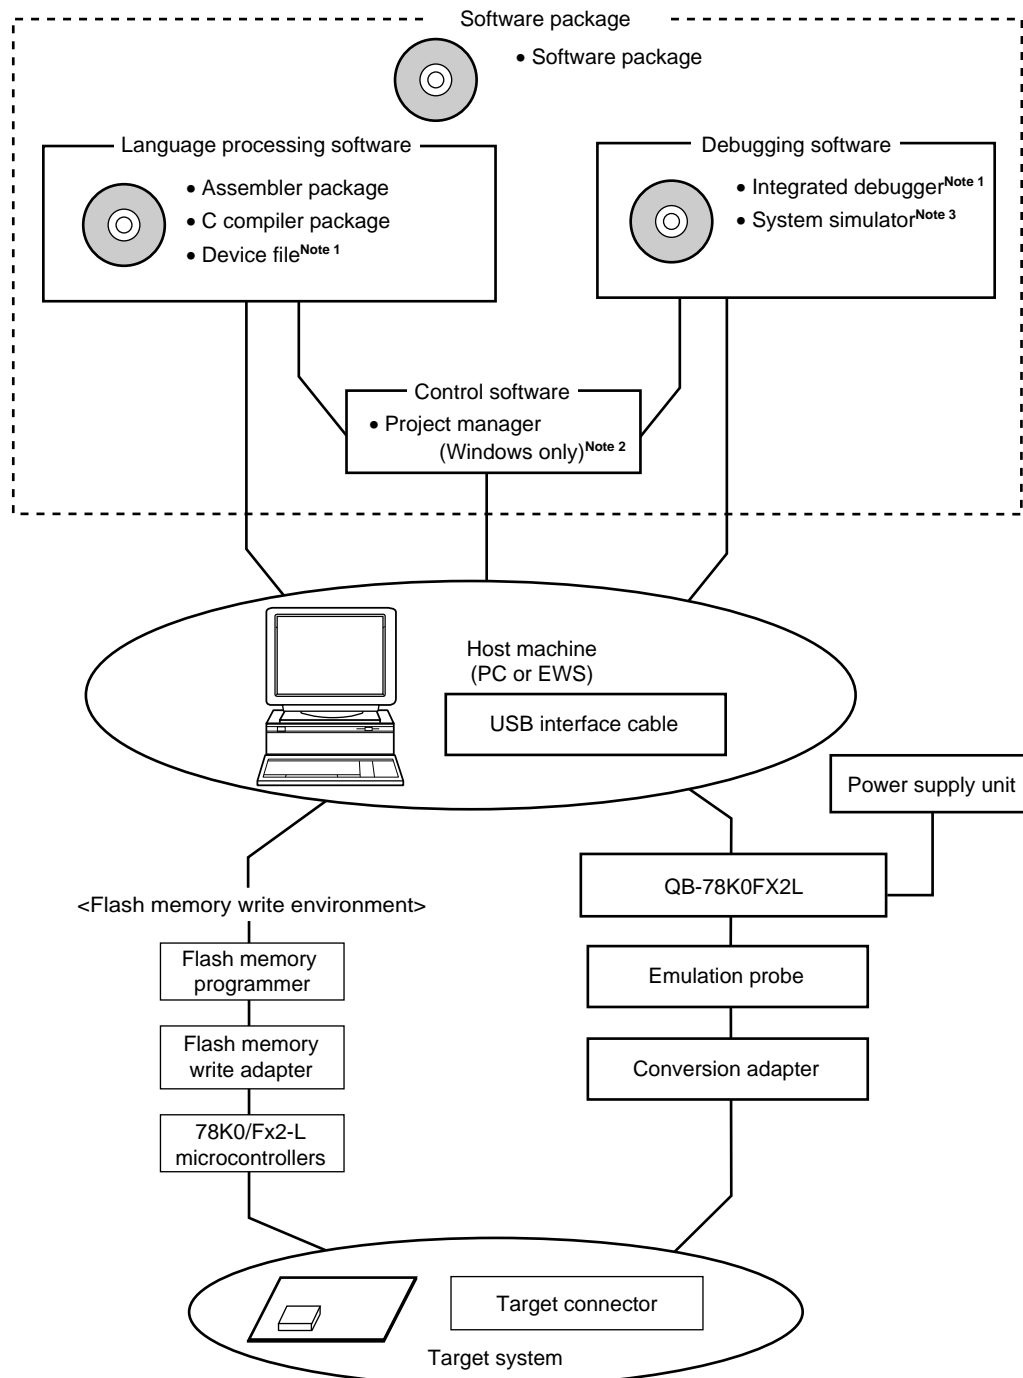 Software package
• Software package
Language processing software
• Assembler package
• C compiler package
• Device fileNote 1
Debugging software
• Integrated debuggerNote 1
• System simulatorNote 3
Control software
• Project manager
(Windows only)Note 2
Host machine
(PC or EWS)
USB interface cable
Power supply unit
QB-78K0FX2L
<Flash memory write environment>
Flash memory
programmer
Emulation probe
Flash memory
write adapter
Conversion adapter
78K0/Fx2-L
microcontrollers
Target connector
Target system